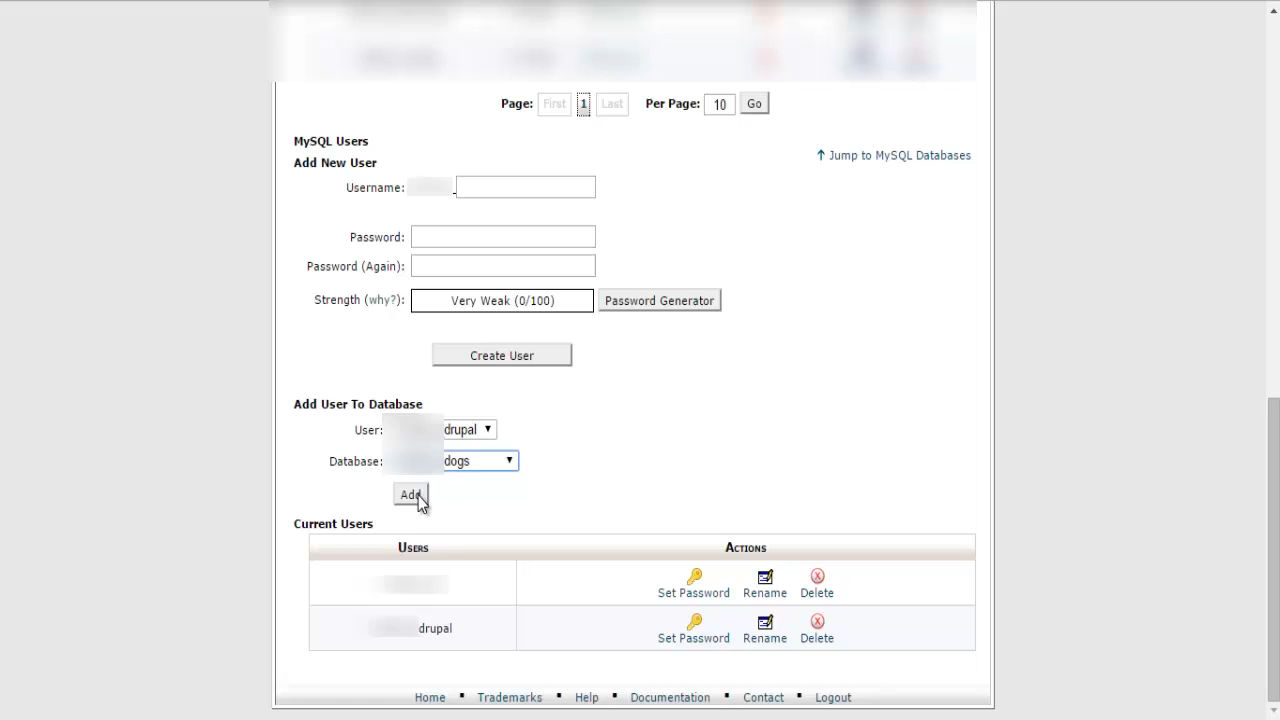 Page: First 1 Last Per Page: 10 Go
MySQL Users
↑ Jump to MySQL Databases
Add New User
Username: _
Password:
Password (Again):
Strength (why?): Very Weak (0/100) Password Generator
Create User
Add User To Database
User: drupal
Database: dogs
Add
Current Users
Users Actions
Set Password Rename Delete
drupal Set Password Rename Delete
Home ▪ Trademarks ▪ Help ▪ Documentation ▪ Contact ▪ Logout